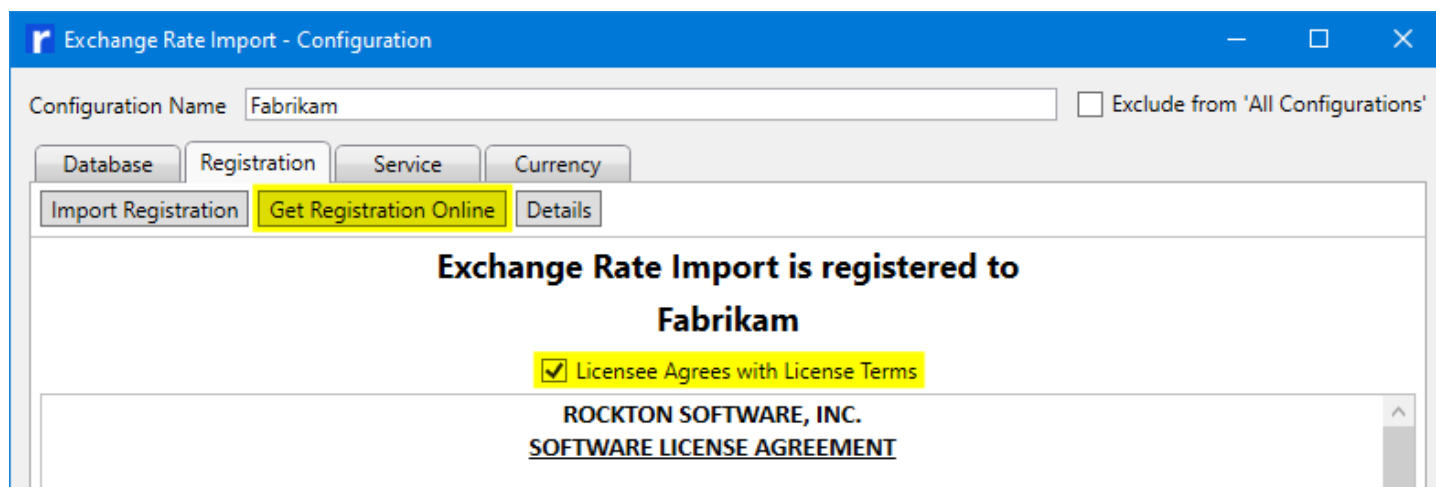 r Exchange Rate Import - Configuration
Configuration Name Fabrikam Exclude from 'All Configurations'
Database Registration Service Currency
Import Registration Get Registration Online Details
Exchange Rate Import is registered to
Fabrikam
Licensee Agrees with License Terms
ROCKTON SOFTWARE, INC.
SOFTWARE LICENSE AGREEMENT